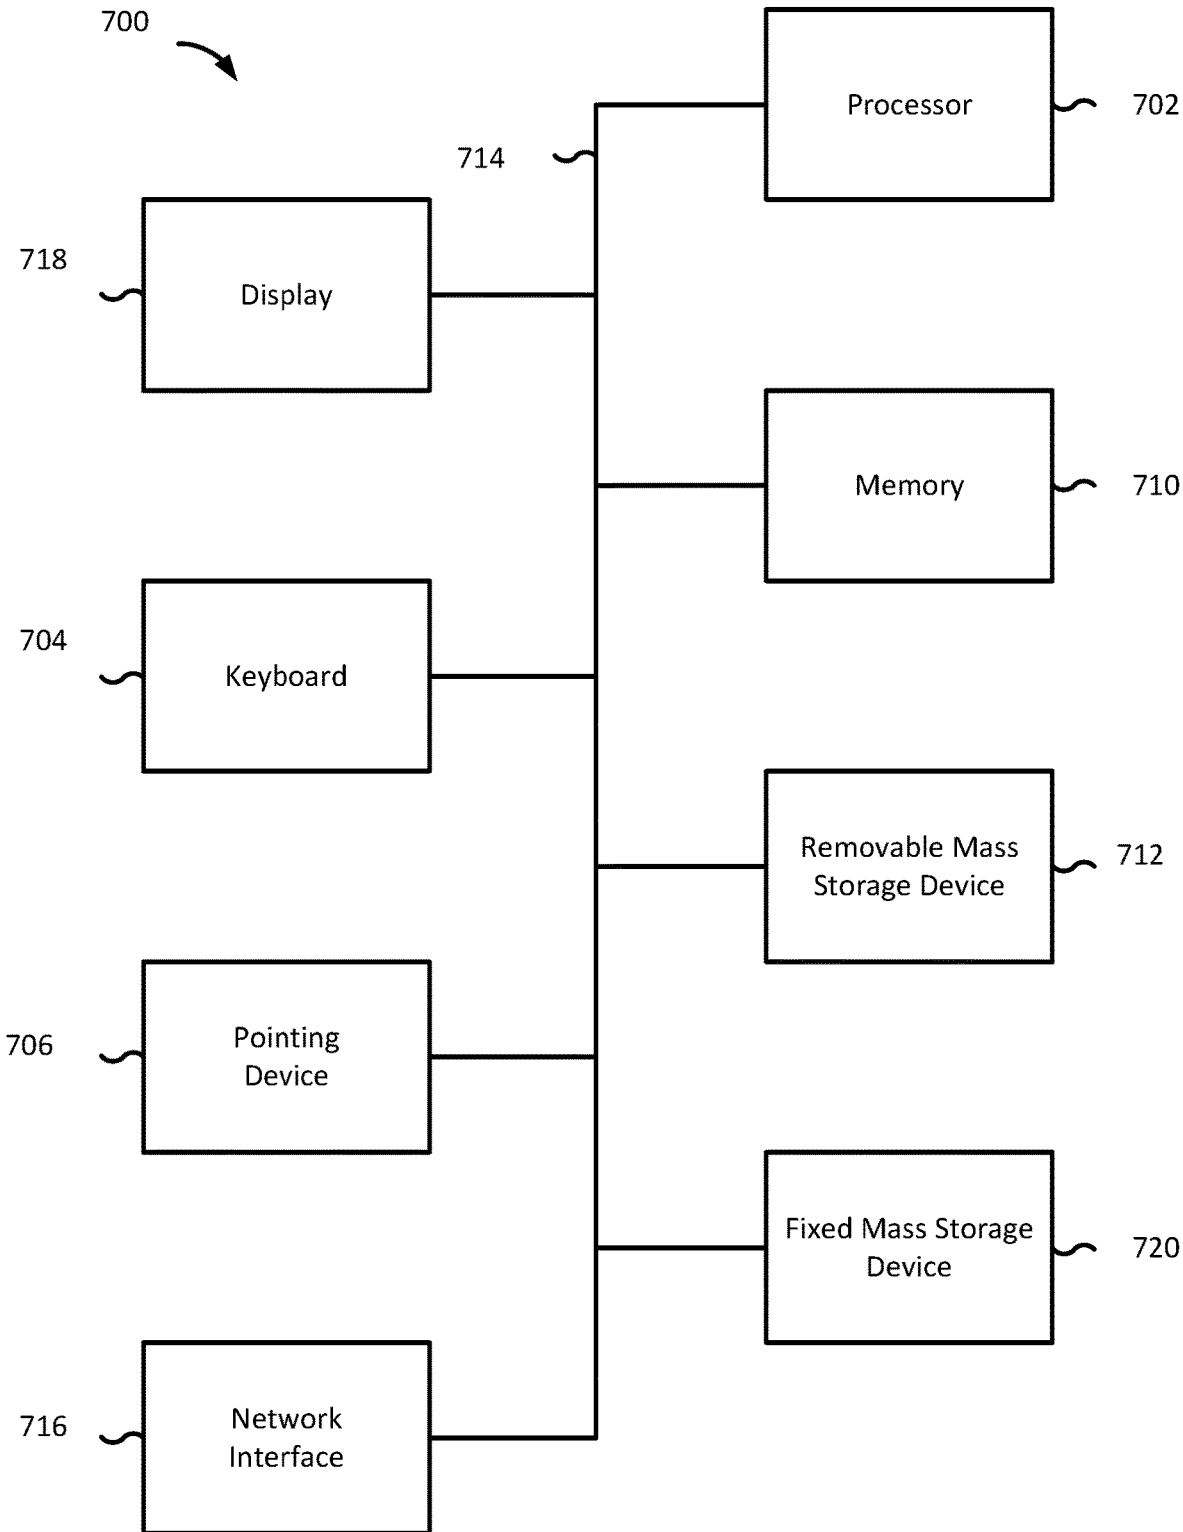 700
Processor
702
714
718
Display
Memory
710
704
Keyboard
Removable Mass
Storage Device
712
706
Pointing
Device
Fixed Mass Storage
Device
720
716
Network
Interface